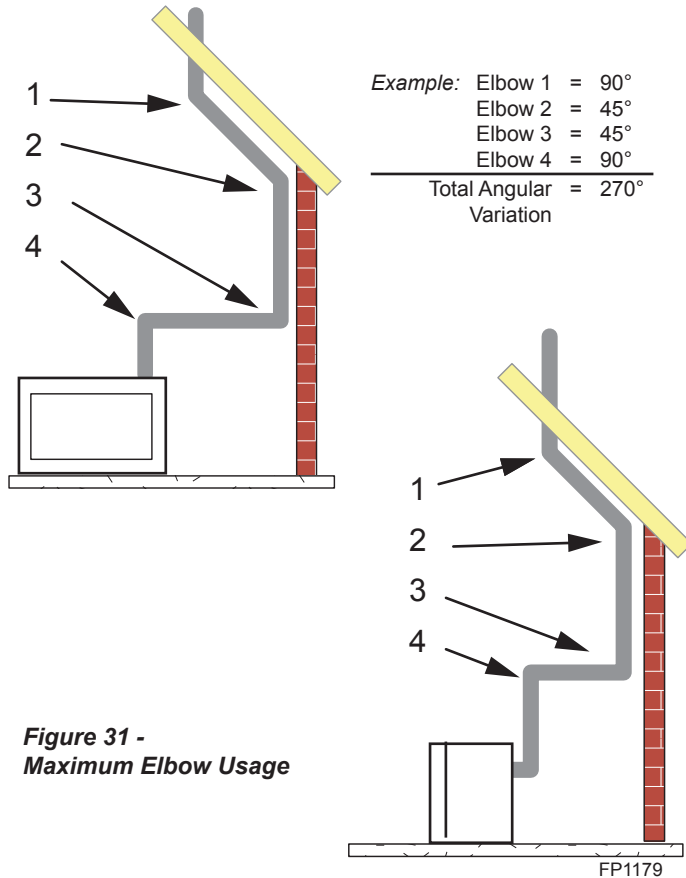 1
2
3
4
Example: Elbow 1 = 90°
Elbow 2 = 45°
Elbow 3 = 45°
Elbow 4 = 90°
Total Angular = 270°
Variation
1
2
3
4
Figure 31 -
Maximum Elbow Usage
FP1179